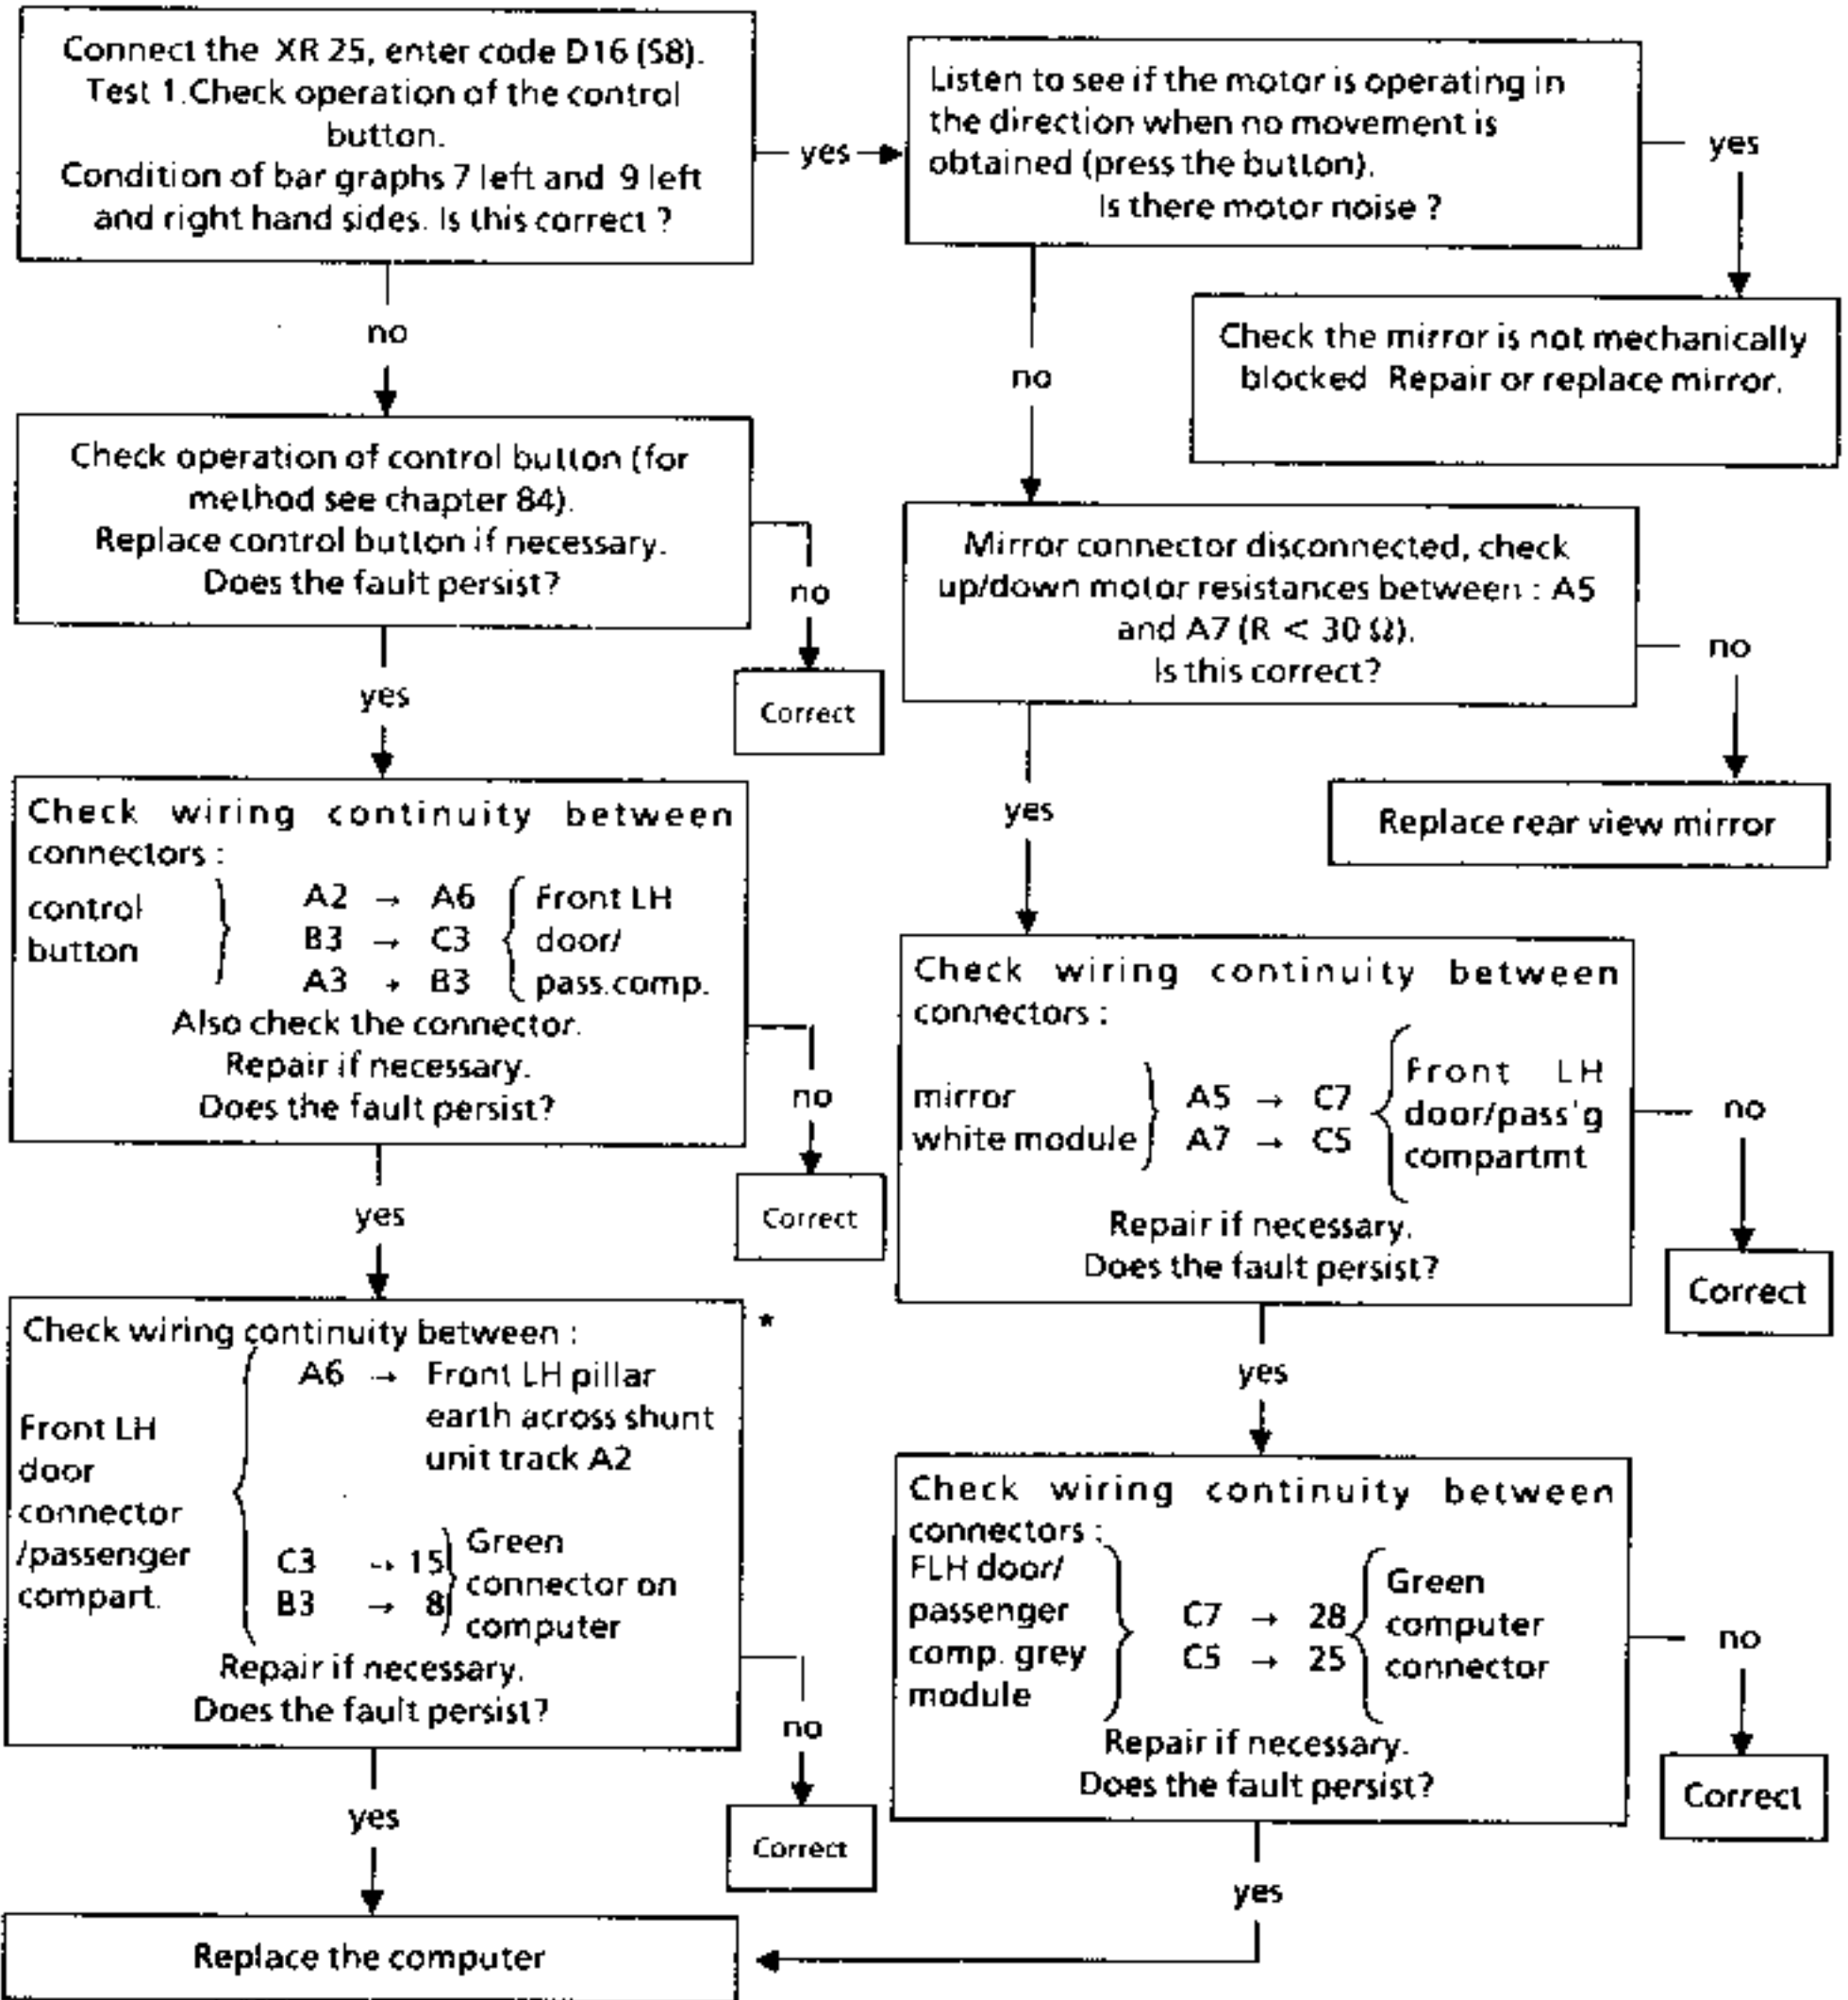 Connect the XR 25, enter code D16 (S8).
Test 1. Check operation of the control
button.
Condition of bar graphs 7 left and 9 left
and right hand sides. Is this correct ?
yes
Listen to see if the motor is operating in
the direction when no movement is
obtained (press the button).
Is there motor noise ?
yes
no
no
Check the mirror is not mechanically
blocked Repair or replace mirror.
Check operation of control button (for
method see chapter 84).
Replace control button if necessary.
Does the fault persist?
no
Correct
yes
Mirror connector disconnected, check
up/down motor resistances between : A5
and A7 (R < 30 Ω).
Is this correct?
no
Replace rear view mirror
yes
Check wiring continuity between
connectors :
control
button
A2 → A6
B3 → C3
A3 → B3
Front LH
door/
pass.comp.
Also check the connector.
Repair if necessary.
Does the fault persist?
no
Correct
yes
Check wiring continuity between
connectors :
mirror
white module
A5 → C7
A7 → C5
Front LH
door/pass'g
compartmt
Repair if necessary.
Does the fault persist?
no
Correct
yes
Check wiring continuity between :
*
Front LH
door
connector
/passenger
compart.
A6 → Front LH pillar
earth across shunt
unit track A2
C3 → 15
B3 → 8
Green
connector on
computer
Repair if necessary.
Does the fault persist?
no
Correct
yes
Check wiring continuity between
connectors :
FLH door/
passenger
comp. grey
module
C7 → 28
C5 → 25
Green
computer
connector
Repair if necessary.
Does the fault persist?
no
Correct
yes
Replace the computer